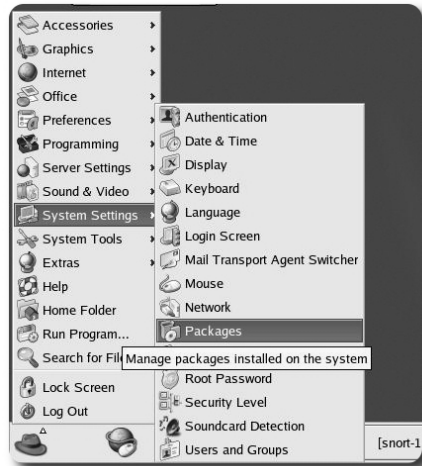 Accessories
Graphics
Internet
Office
Preferences
Programming
Server Settings
Sound & Video
System Settings
System Tools
Extras
Help
Home Folder
Run Program...
Search for File
Lock Screen
Log Out
Authentication
Date & Time
Display
Keyboard
Language
Login Screen
Mail Transport Agent Switcher
Mouse
Network
Packages
Manage packages installed on the system
Root Password
Security Level
Soundcard Detection
Users and Groups
[snort-1